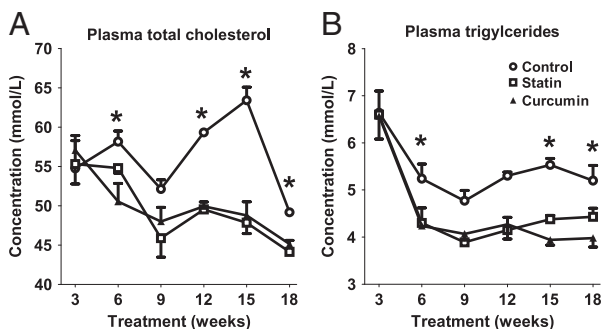 A
Plasma total cholesterol
Concentration (mmol/L)
70
65
60
55
50
45
40
* * * * *
3 6 9 12 15 18
Treatment (weeks)
B
Plasma trigylcerides
Control
Statin
Curcumin
Concentration (mmol/L)
8
7
6
5
4
3
* * *
3 6 9 12 15 18
Treatment (weeks)